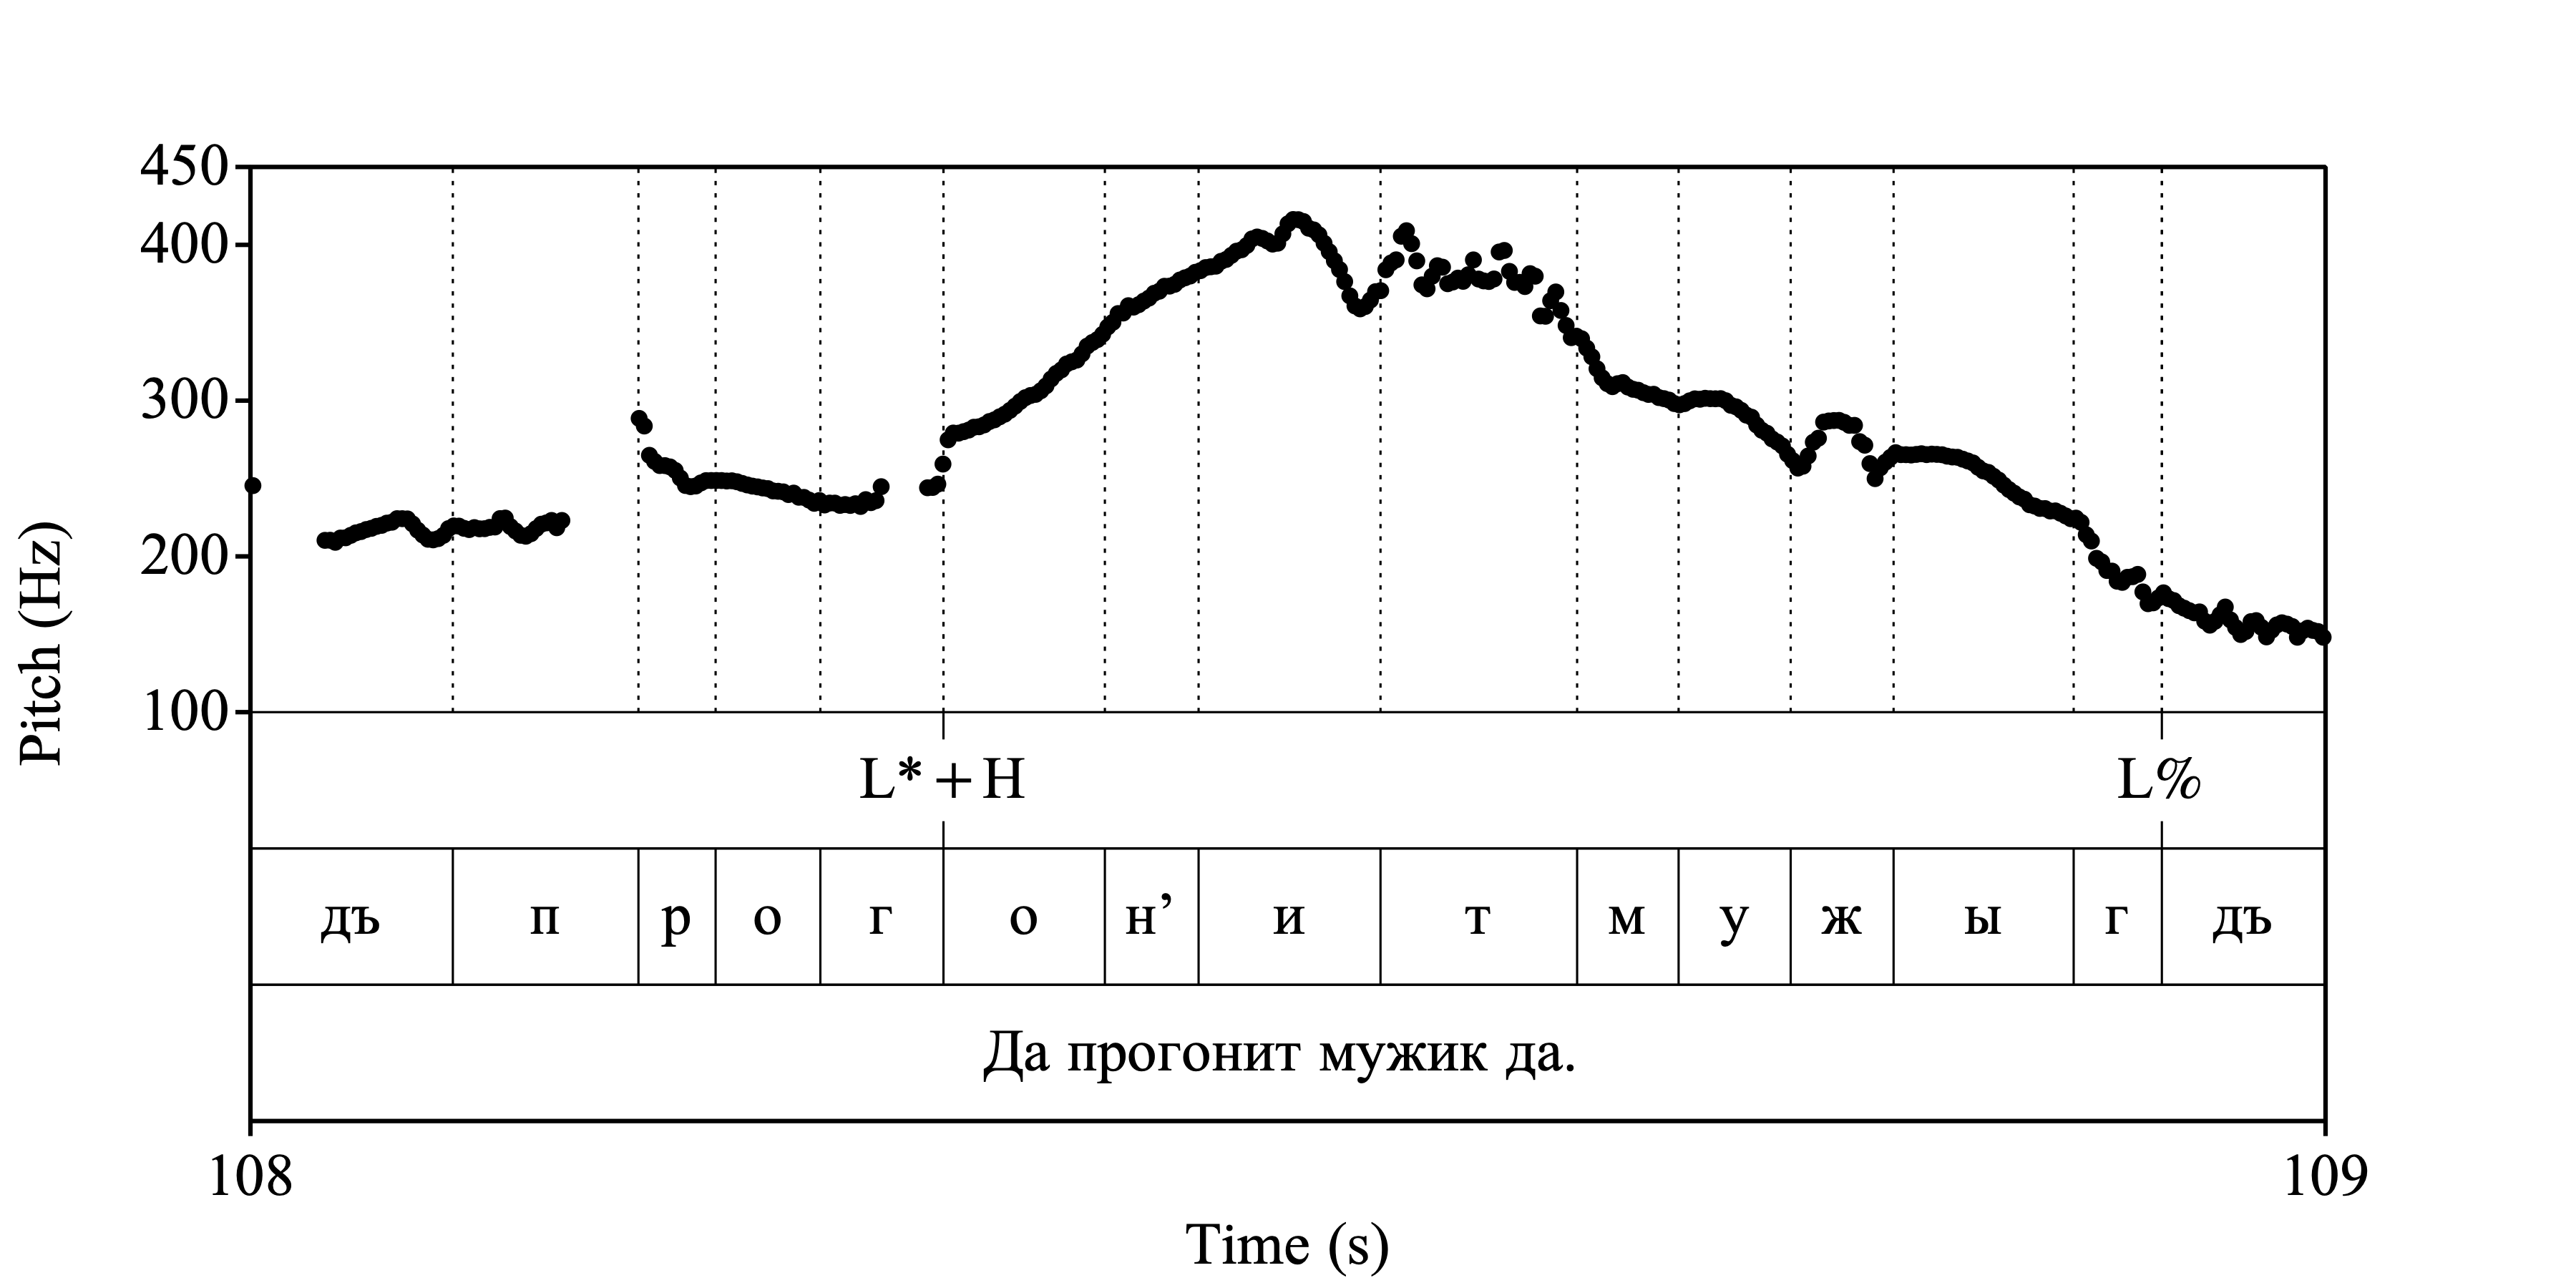 450
400
300
200
100
Pitch (Hz)
L* + H L%
дъ п р о г о н’ и т м у ж ы г дъ
Да прогонит мужик да.
108 109
Time (s)